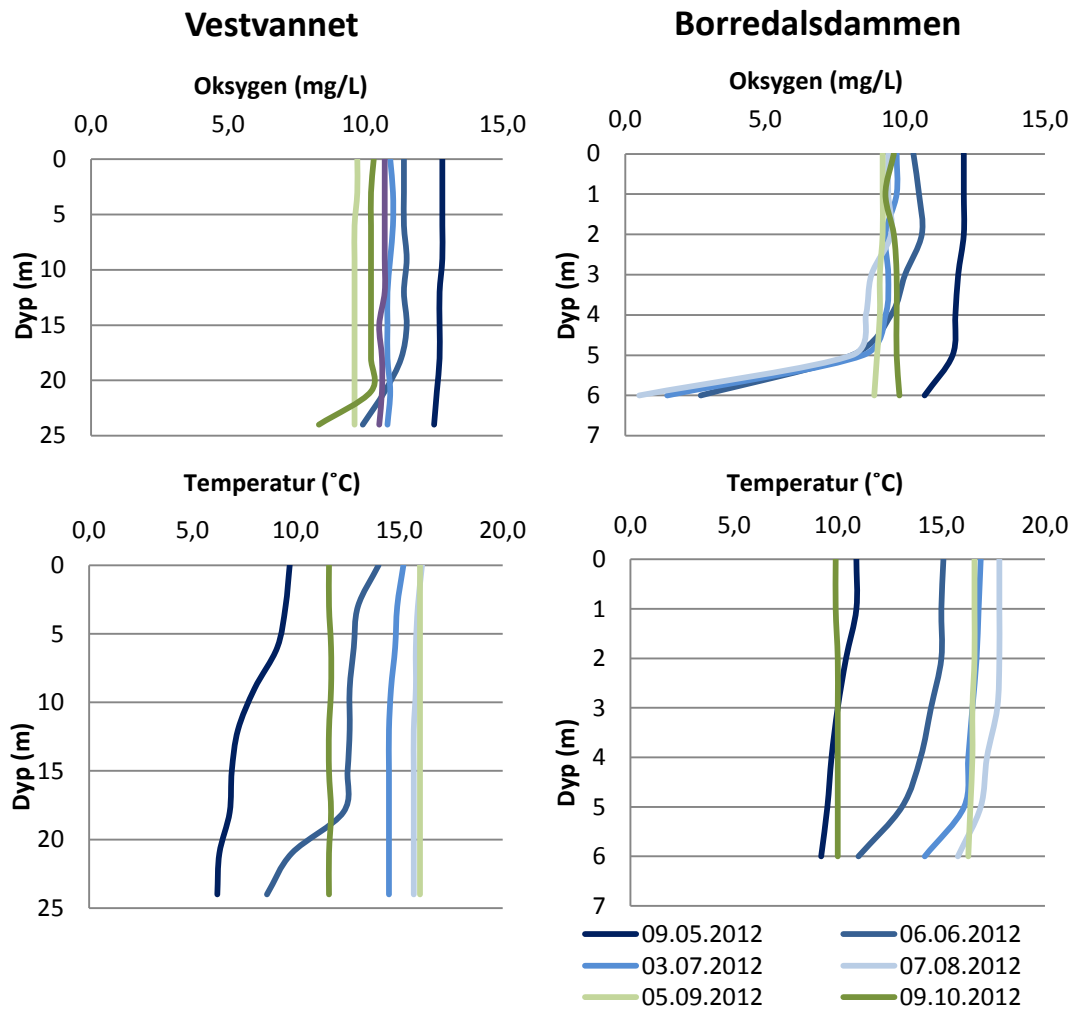 Vestvannet
Oksygen (mg/L)
0,0 5,0 10,0 15,0
0
5
10
15
20
25
Dyp (m)
Borredalsdammen
Oksygen (mg/L)
0,0 5,0 10,0 15,0
0
1
2
3
4
5
6
7
Dyp (m)
Temperatur (˚C)
0,0 5,0 10,0 15,0 20,0
0
5
10
15
20
25
Dyp (m)
Temperatur (˚C)
0,0 5,0 10,0 15,0 20,0
0
1
2
3
4
5
6
7
Dyp (m)
09.05.2012 06.06.2012
03.07.2012 07.08.2012
05.09.2012 09.10.2012